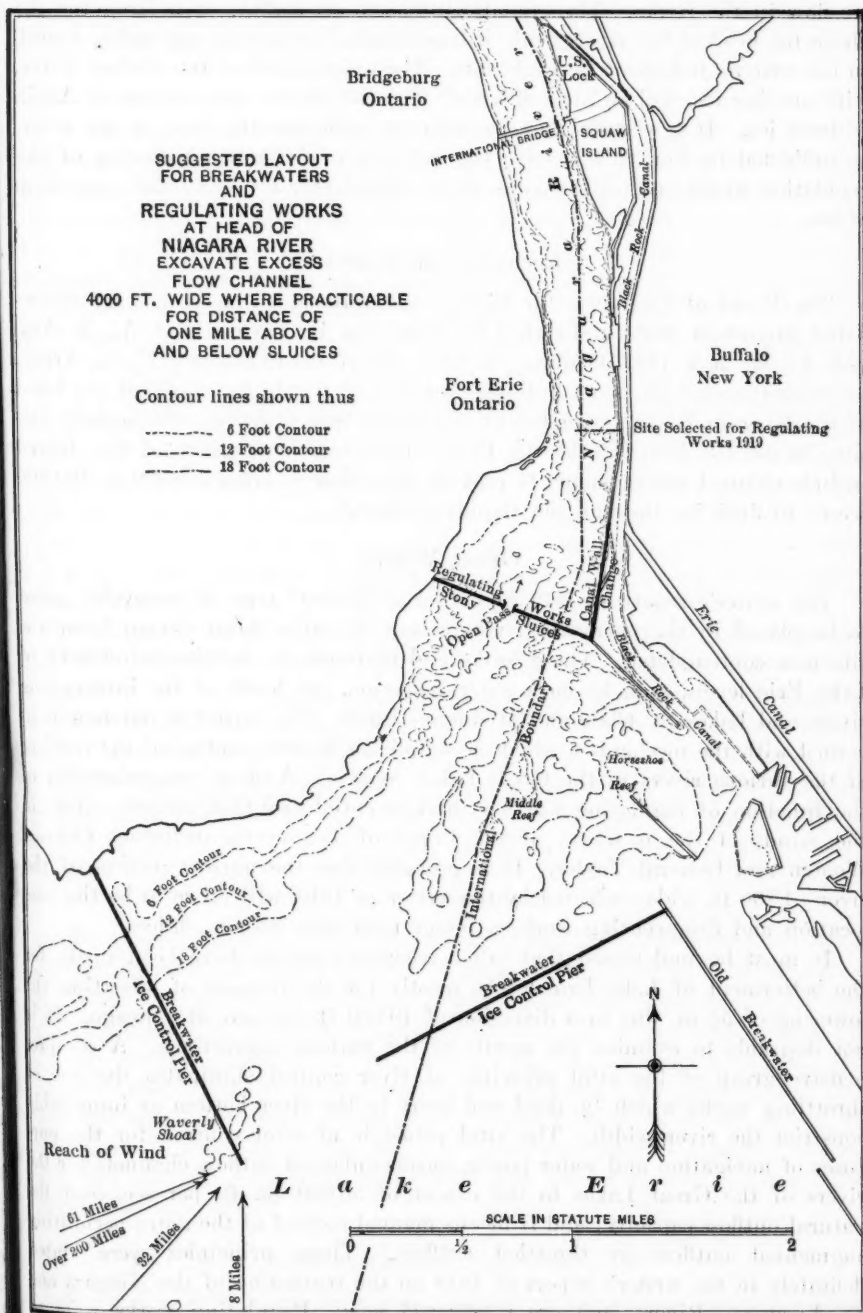 Bridgeburg
Ontario
U.S.
Lock
INTERNATIONAL BRIDGE
SQUAW
ISLAND
SUGGESTED LAYOUT
FOR BREAKWATERS
AND
REGULATING WORKS
AT HEAD OF
NIAGARA RIVER
EXCAVATE EXCESS
FLOW CHANNEL
4000 FT. WIDE WHERE PRACTICABLE
FOR DISTANCE OF
ONE MILE ABOVE
AND BELOW SLUICES
Black Rock Canal
Contour lines shown thus
6 Foot Contour
12 Foot Contour
18 Foot Contour
Fort Erie
Ontario
Buffalo
New York
Site Selected for Regulating
Works 1919
Canal Wall
Change
Regulating Works
Stony Sluices
Open Pass
Erie Canal
Black Rock Canal
International Boundary
Horseshoe
Reef
Middle
Reef
6 Foot Contour
12 Foot Contour
18 Foot Contour
Breakwater
Ice Control Pier
Breakwater
Ice Control Pier
Old Breakwater
N
Waverly
Shoal
Reach of Wind
Lake Erie
61 Miles
Over 200 Miles
32 Miles
8 Miles
SCALE IN STATUTE MILES
0 ½ 1 2